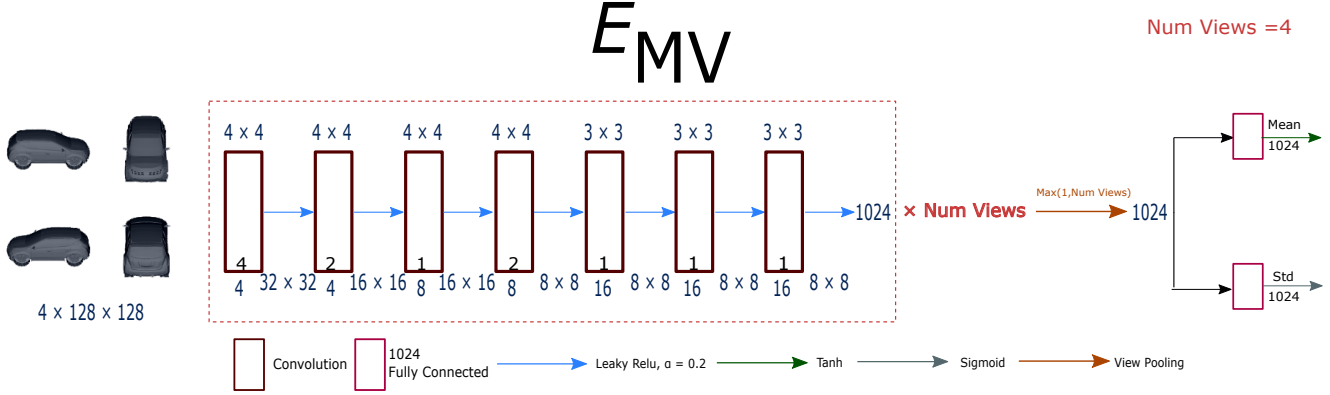 E MV
Num Views =4
4 × 4 4 × 4 4 × 4 4 × 4 3 × 3 3 × 3 3 × 3
4 2 1 2 1 1 1
4 32 × 32 4 16 × 16 8 16 × 16 8 8 × 8 16 8 × 8 16 8 × 8 16 8 × 8
1024 × Num Views
Max(1,Num Views)
1024
Mean
1024
Std
1024
4 × 128 × 128
Convolution
1024
Fully Connected
Leaky Relu, α = 0.2
Tanh
Sigmoid
View Pooling